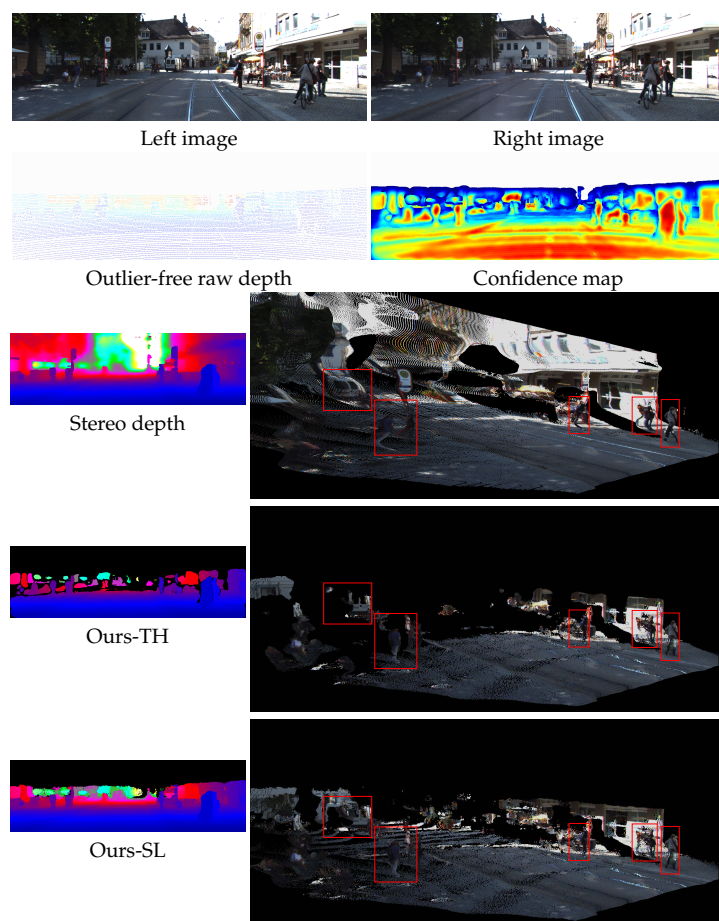 Left image
Right image
Outlier-free raw depth
Confidence map
Stereo depth
Ours-TH
Ours-SL